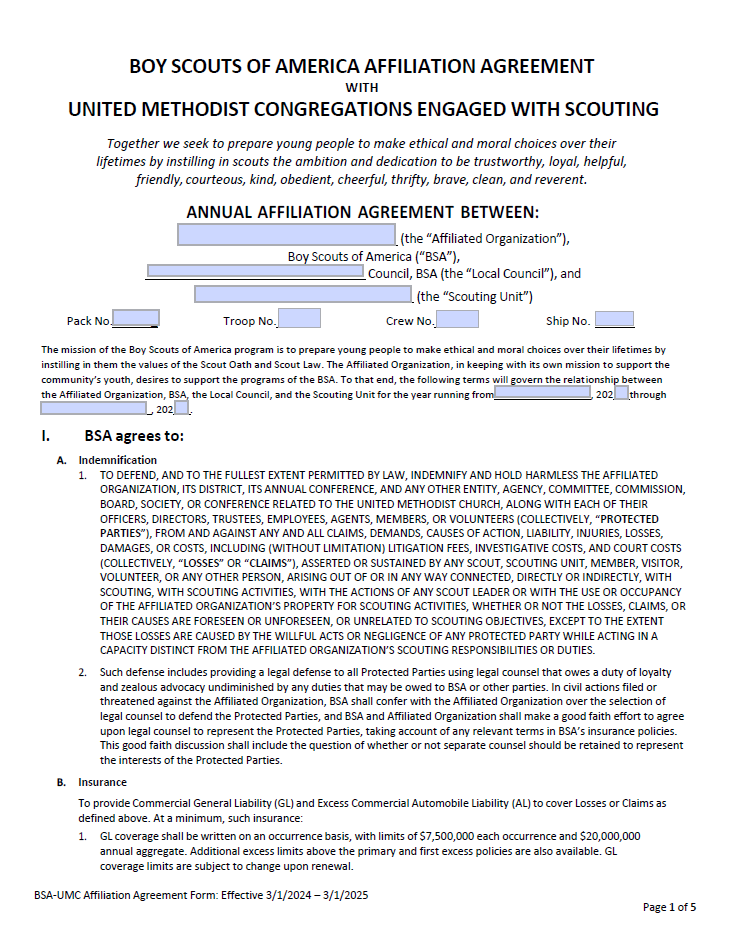 BOY SCOUTS OF AMERICA AFFILIATION AGREEMENT
WITH
UNITED METHODIST CONGREGATIONS ENGAGED WITH SCOUTING
Together we seek to prepare young people to make ethical and moral choices over their
lifetimes by instilling in scouts the ambition and dedication to be trustworthy, loyal, helpful,
friendly, courteous, kind, obedient, cheerful, thrifty, brave, clean, and reverent.
ANNUAL AFFILIATION AGREEMENT BETWEEN:
(the “Affiliated Organization”),
Boy Scouts of America (“BSA”),
Council, BSA (the “Local Council”), and
(the “Scouting Unit”)
Pack No. Troop No. Crew No. Ship No.
The mission of the Boy Scouts of America program is to prepare young people to make ethical and moral choices over their lifetimes by
instilling in them the values of the Scout Oath and Scout Law. The Affiliated Organization, in keeping with its own mission to support the
community’s youth, desires to support the programs of the BSA. To that end, the following terms will govern the relationship between
the Affiliated Organization, BSA, the Local Council, and the Scouting Unit for the year running from , 202 through
, 202 .
I. BSA agrees to:
A. Indemnification
1. TO DEFEND, AND TO THE FULLEST EXTENT PERMITTED BY LAW, INDEMNIFY AND HOLD HARMLESS THE AFFILIATED
ORGANIZATION, ITS DISTRICT, ITS ANNUAL CONFERENCE, AND ANY OTHER ENTITY, AGENCY, COMMITTEE, COMMISSION,
BOARD, SOCIETY, OR CONFERENCE RELATED TO THE UNITED METHODIST CHURCH, ALONG WITH EACH OF THEIR
OFFICERS, DIRECTORS, TRUSTEES, EMPLOYEES, AGENTS, MEMBERS, OR VOLUNTEERS (COLLECTIVELY, “PROTECTED
PARTIES”), FROM AND AGAINST ANY AND ALL CLAIMS, DEMANDS, CAUSES OF ACTION, LIABILITY, INJURIES, LOSSES,
DAMAGES, OR COSTS, INCLUDING (WITHOUT LIMITATION) LITIGATION FEES, INVESTIGATIVE COSTS, AND COURT COSTS
(COLLECTIVELY, “LOSSES” OR “CLAIMS”), ASSERTED OR SUSTAINED BY ANY SCOUT, SCOUTING UNIT, MEMBER, VISITOR,
VOLUNTEER, OR ANY OTHER PERSON, ARISING OUT OF OR IN ANY WAY CONNECTED, DIRECTLY OR INDIRECTLY, WITH
SCOUTING, WITH SCOUTING ACTIVITIES, WITH THE ACTIONS OF ANY SCOUT LEADER OR WITH THE USE OR OCCUPANCY
OF THE AFFILIATED ORGANIZATION’S PROPERTY FOR SCOUTING ACTIVITIES, WHETHER OR NOT THE LOSSES, CLAIMS, OR
THEIR CAUSES ARE FORESEEN OR UNFORESEEN, OR UNRELATED TO SCOUTING OBJECTIVES, EXCEPT TO THE EXTENT
THOSE LOSSES ARE CAUSED BY THE WILLFUL ACTS OR NEGLIGENCE OF ANY PROTECTED PARTY WHILE ACTING IN A
CAPACITY DISTINCT FROM THE AFFILIATED ORGANIZATION’S SCOUTING RESPONSIBILITIES OR DUTIES.
2. Such defense includes providing a legal defense to all Protected Parties using legal counsel that owes a duty of loyalty
and zealous advocacy undiminished by any duties that may be owed to BSA or other parties. In civil actions filed or
threatened against the Affiliated Organization, BSA shall confer with the Affiliated Organization over the selection of
legal counsel to defend the Protected Parties, and BSA and Affiliated Organization shall make a good faith effort to agree
upon legal counsel to represent the Protected Parties, taking account of any relevant terms in BSA’s insurance policies.
This good faith discussion shall include the question of whether or not separate counsel should be retained to represent
the interests of the Protected Parties.
B. Insurance
To provide Commercial General Liability (GL) and Excess Commercial Automobile Liability (AL) to cover Losses or Claims as
defined above. At a minimum, such insurance:
1. GL coverage shall be written on an occurrence basis, with limits of $7,500,000 each occurrence and $20,000,000
annual aggregate. Additional excess limits above the primary and first excess policies are also available. GL
coverage limits are subject to change upon renewal.
BSA-UMC Affiliation Agreement Form: Effective 3/1/2024 – 3/1/2025
Page 1 of 5